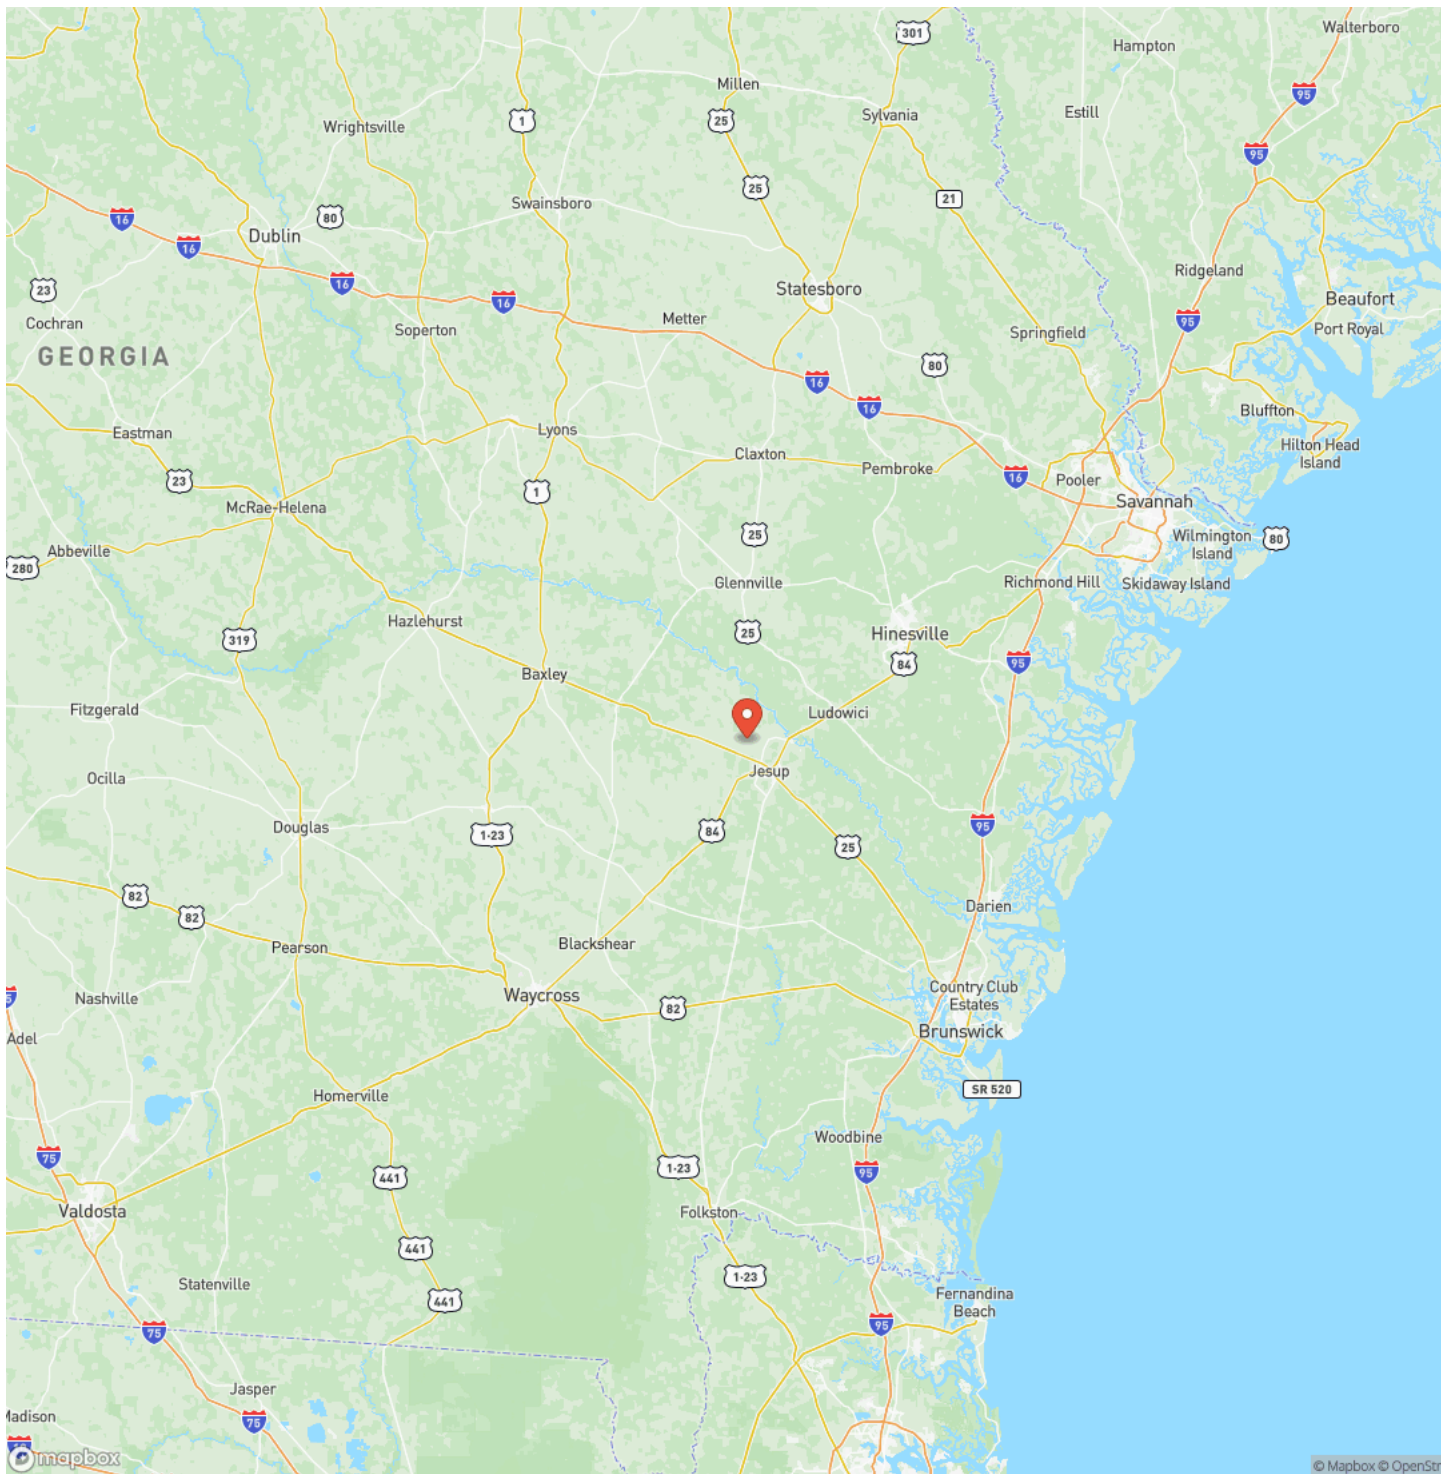 301
Walterboro
Hampton
Millen
95
Estill
Sylvania
25
1
Wrightsville
95
25
21
Swainsboro
16
80
Dublin
16
Ridgeland
16
23
Statesboro
Beaufort
16
Cochran
Metter
95
Port Royal
Soperton
Springfield
GEORGIA
80
16
16
Bluffton
Eastman
Lyons
Hilton Head
Island
Claxton
Pembroke
16
Pooler
23
1
Savannah
McRae-Helena
25
Wilmington
Island
80
Abbeville
280
Glennville
Richmond Hill
Skidaway Island
Hazlehurst
25
Hinesville
319
84
95
Baxley
Fitzgerald
Ludowici
Jesup
Ocilla
Douglas
1-23
84
95
25
82
82
Darien
Pearson
Blackshear
Country Club
Estates
Nashville
Waycross
82
Brunswick
Adel
SR 520
Homerville
Woodbine
75
441
1-23
95
Valdosta
Folkston
441
1-23
Statenville
Fernandina
Beach
441
95
75
Jasper
75
Madison
mapbox
© Mapbox © OpenStr